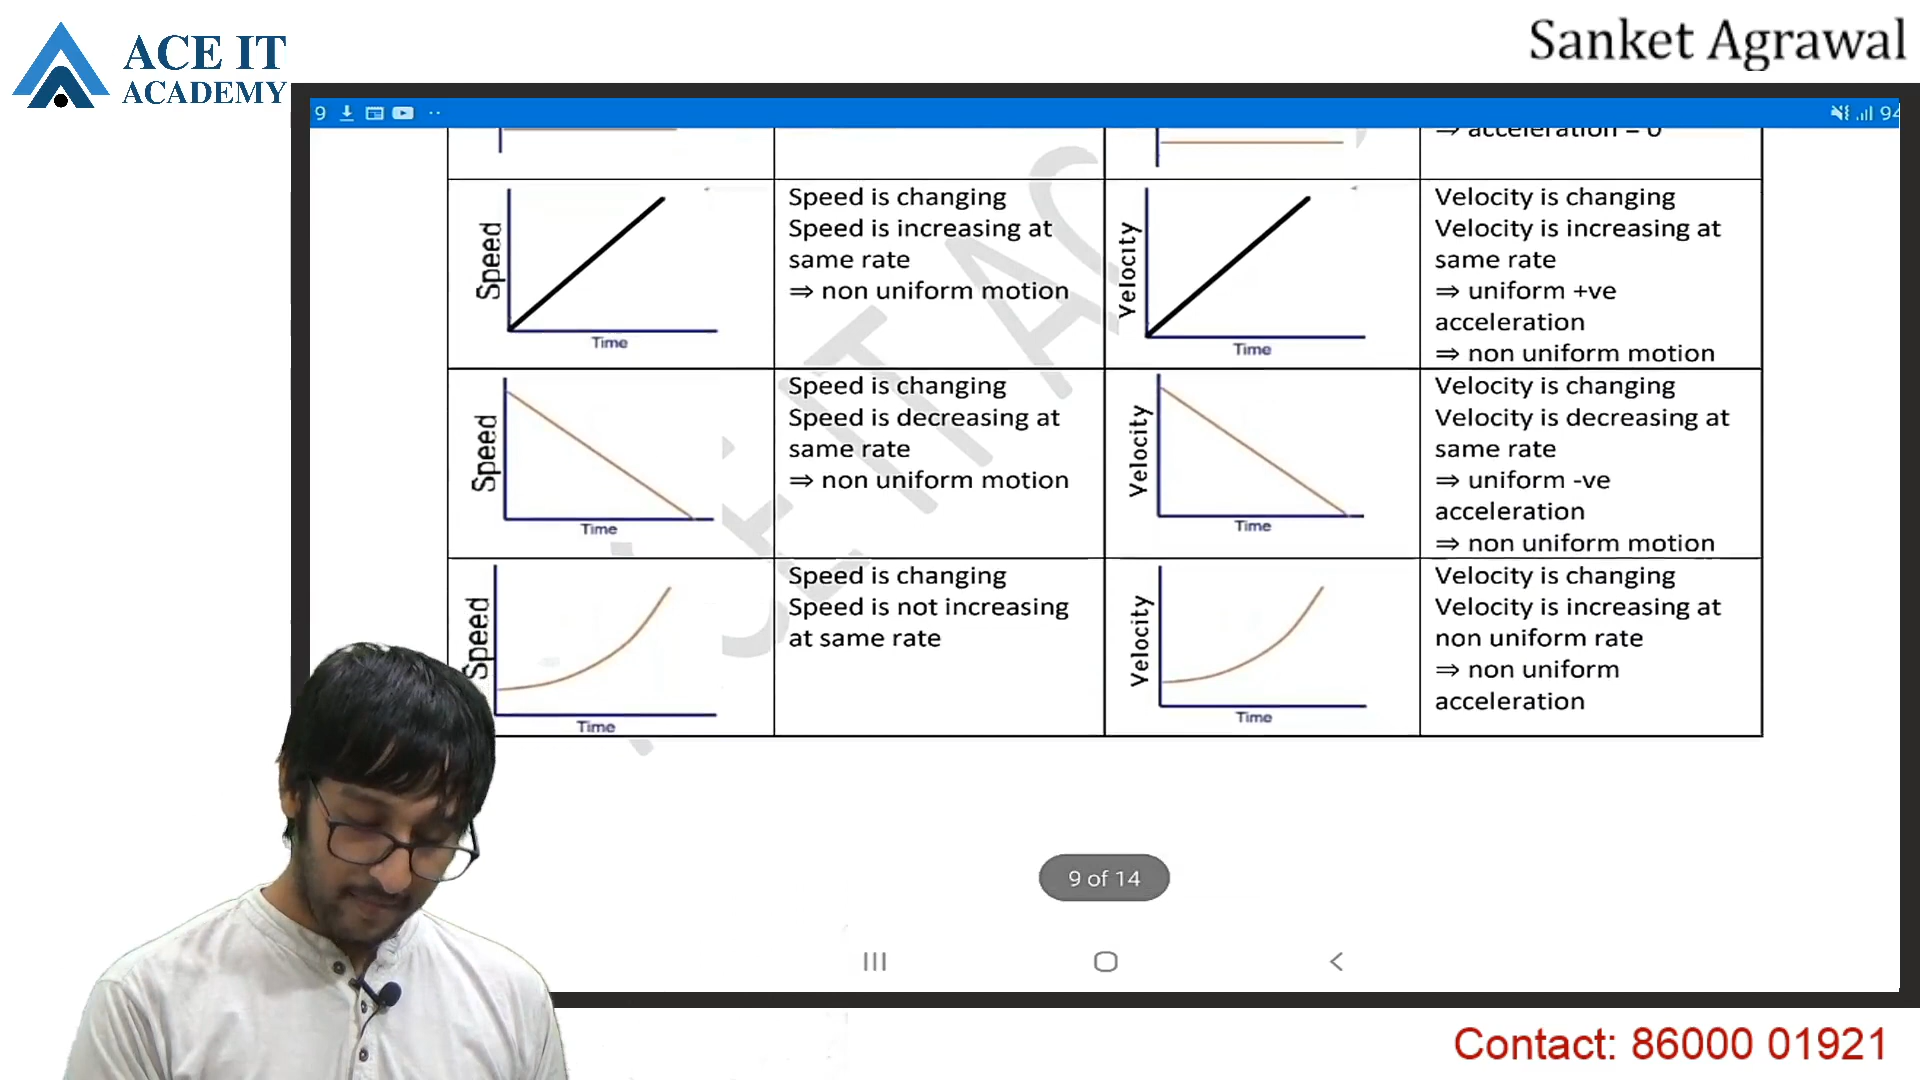 ACE IT
ACADEMY
Sanket Agrawal
9
94
⇒ acceleration = 0
Speed
Time
Speed is changing
Speed is increasing at
same rate
⇒ non uniform motion
Velocity
Time
Velocity is changing
Velocity is increasing at
same rate
⇒ uniform +ve
acceleration
⇒ non uniform motion
Speed
Time
Speed is changing
Speed is decreasing at
same rate
⇒ non uniform motion
Velocity
Time
Velocity is changing
Velocity is decreasing at
same rate
⇒ uniform -ve
acceleration
⇒ non uniform motion
Speed
Time
Speed is changing
Speed is not increasing
at same rate
Velocity
Time
Velocity is changing
Velocity is increasing at
non uniform rate
⇒ non uniform
acceleration
9 of 14
Contact: 86000 01921